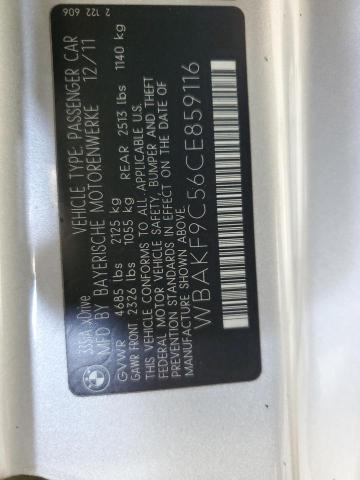 2 122 606
335iA xDrive VEHICLE TYPE: PASSENGER CAR
MFD BY BAYERISCHE MOTORENWERKE 12/11
GVWR 4685 lbs 2125 kg
GAWR FRONT 2326 lbs 1055 kg REAR 2513 lbs 1140 kg
THIS VEHICLE CONFORMS TO ALL APPLICABLE U.S.
FEDERAL MOTOR VEHICLE SAFETY, BUMPER AND THEFT
PREVENTION STANDARDS IN EFFECT ON THE DATE OF
MANUFACTURE SHOWN ABOVE.
WBAKF9C56CE859116